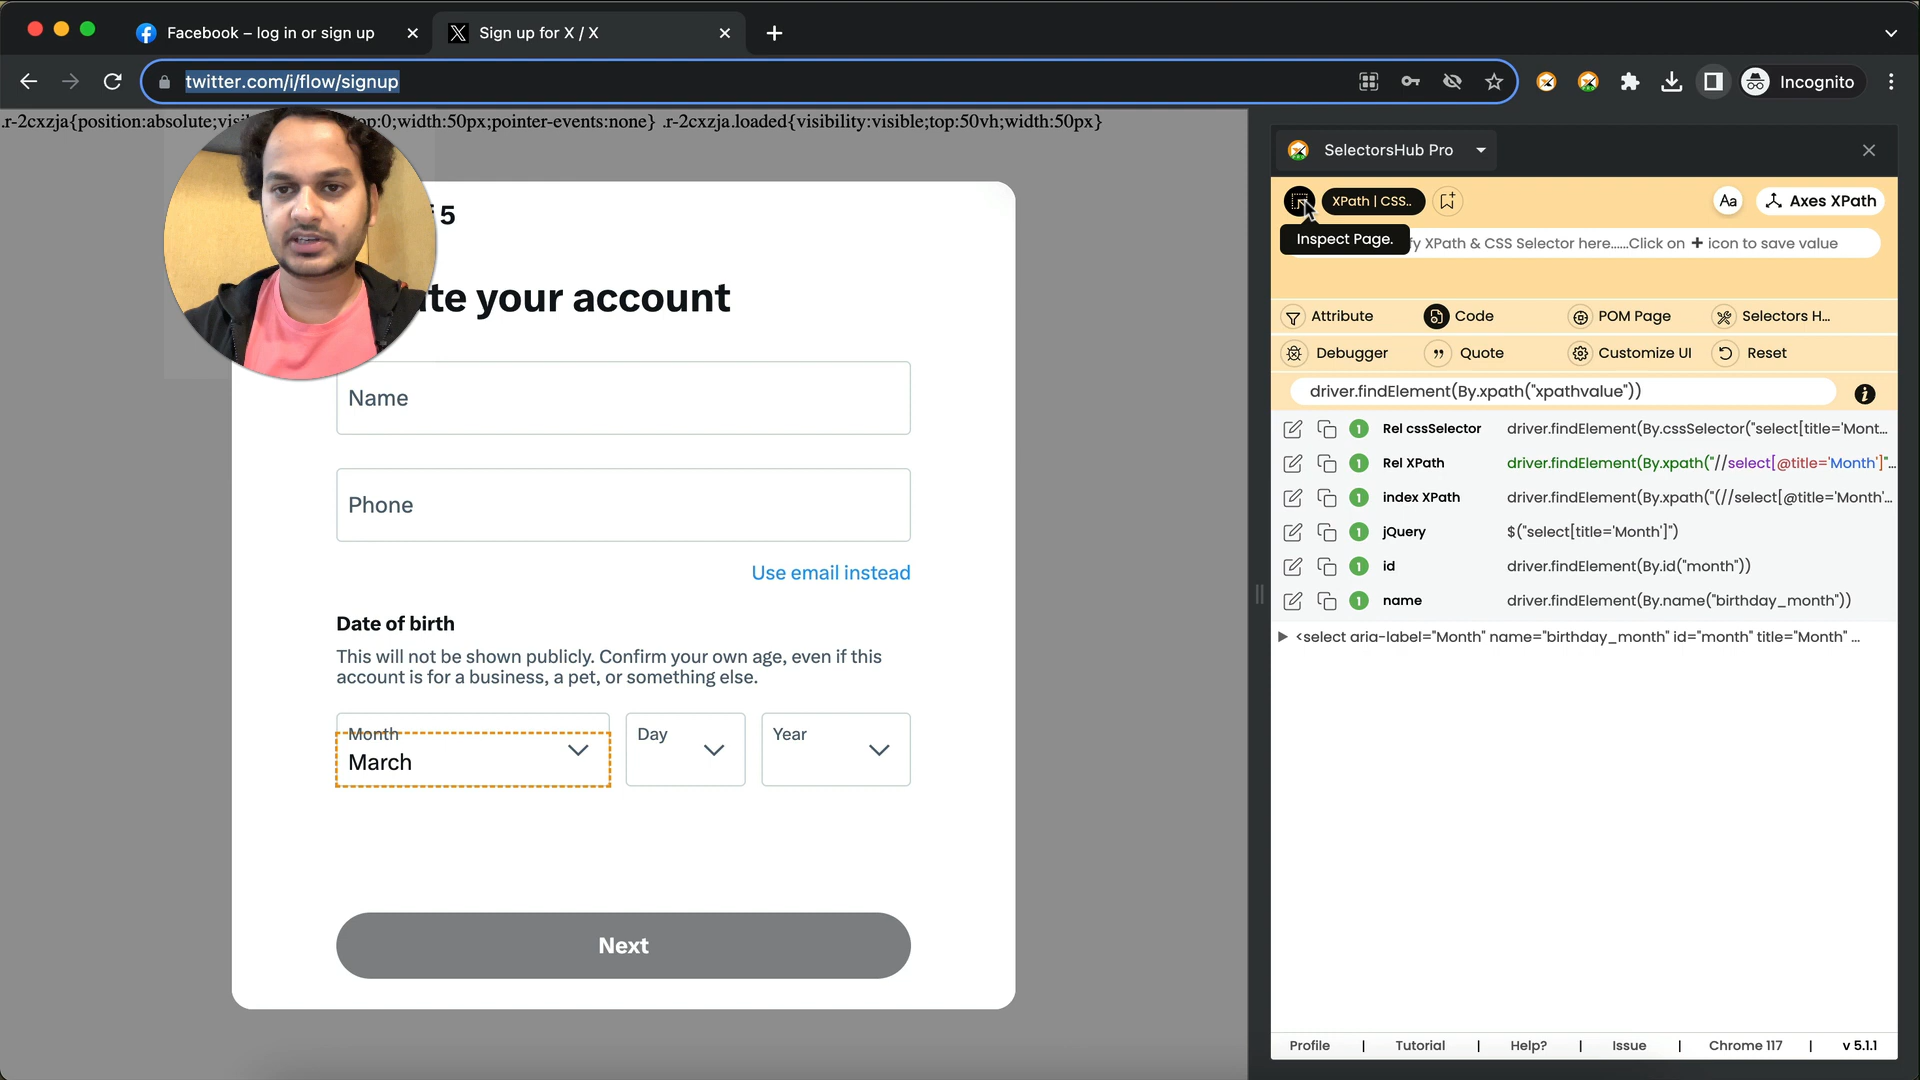 Facebook – log in or sign up
Sign up for X / X
twitter.com/i/flow/signup
Incognito
.r-2cxzja{position:absolute;visi
top:0;width:50px;pointer-events:none} .r-2cxzja.loaded{visibility:visible;top:50vh;width:50px}
5
te your account
Name
Phone
Use email instead
Date of birth
This will not be shown publicly. Confirm your own age, even if this
account is for a business, a pet, or something else.
Month
March
Day
Year
Next
SelectorsHub Pro
XPath | CSS..
Aa
Axes XPath
Inspect Page.
fy XPath & CSS Selector here......Click on + icon to save value
Attribute
Code
POM Page
Selectors H...
Debugger
Quote
Customize UI
Reset
driver.findElement(By.xpath("xpathvalue"))
1 Rel cssSelector driver.findElement(By.cssSelector("select[title='Mont...
1 Rel XPath driver.findElement(By.xpath("//select[@title='Month']"...
1 index XPath driver.findElement(By.xpath("(//select[@title='Month'...
1 jQuery $("select[title='Month']")
1 id driver.findElement(By.id("month"))
1 name driver.findElement(By.name("birthday_month"))
<select aria-label="Month" name="birthday_month" id="month" title="Month" ...
Profile | Tutorial | Help? | Issue | Chrome 117 | v 5.1.1